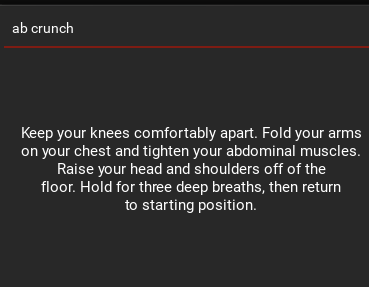 ab crunch
Keep your knees comfortably apart. Fold your arms
on your chest and tighten your abdominal muscles.
Raise your head and shoulders off of the
floor. Hold for three deep breaths, then return
to starting position.